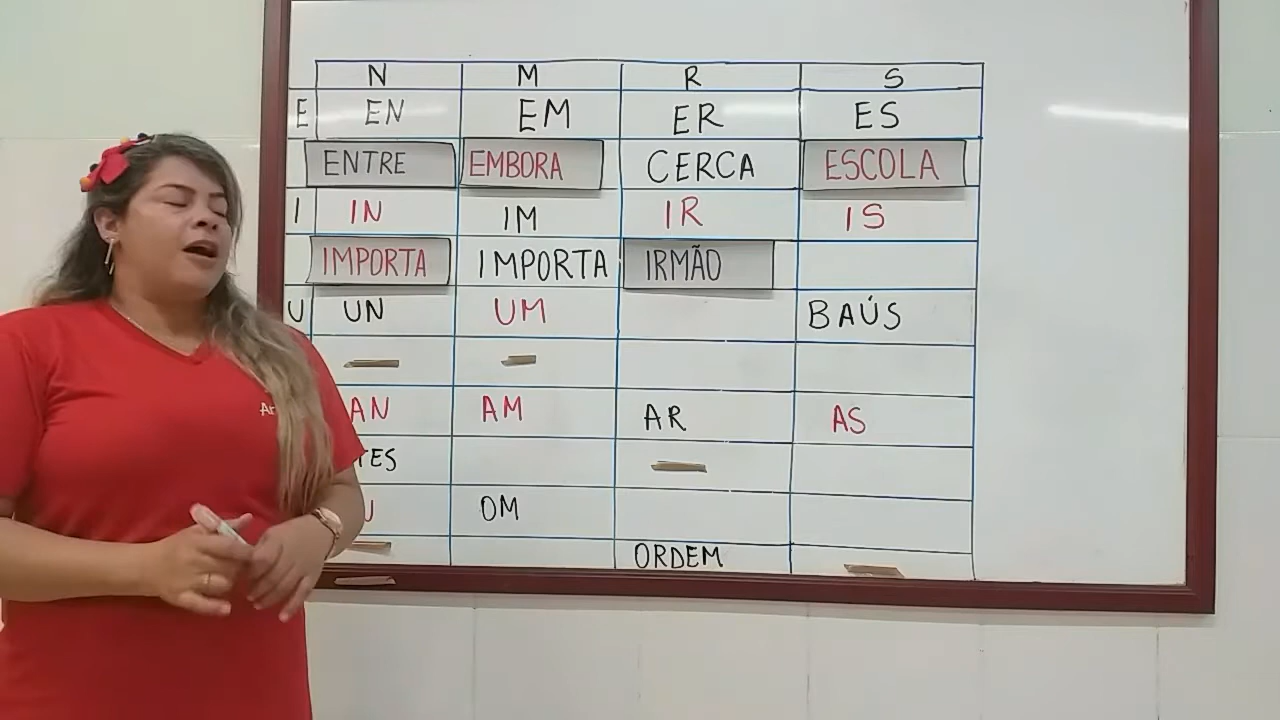 N M R S
E EN EM ER ES
ENTRE EMBORA CERCA ESCOLA
I IN IM IR IS
IMPORTA IMPORTA IRMÃO
U UN UM BAÚS
AN AM AR AS
OM
ORDEM